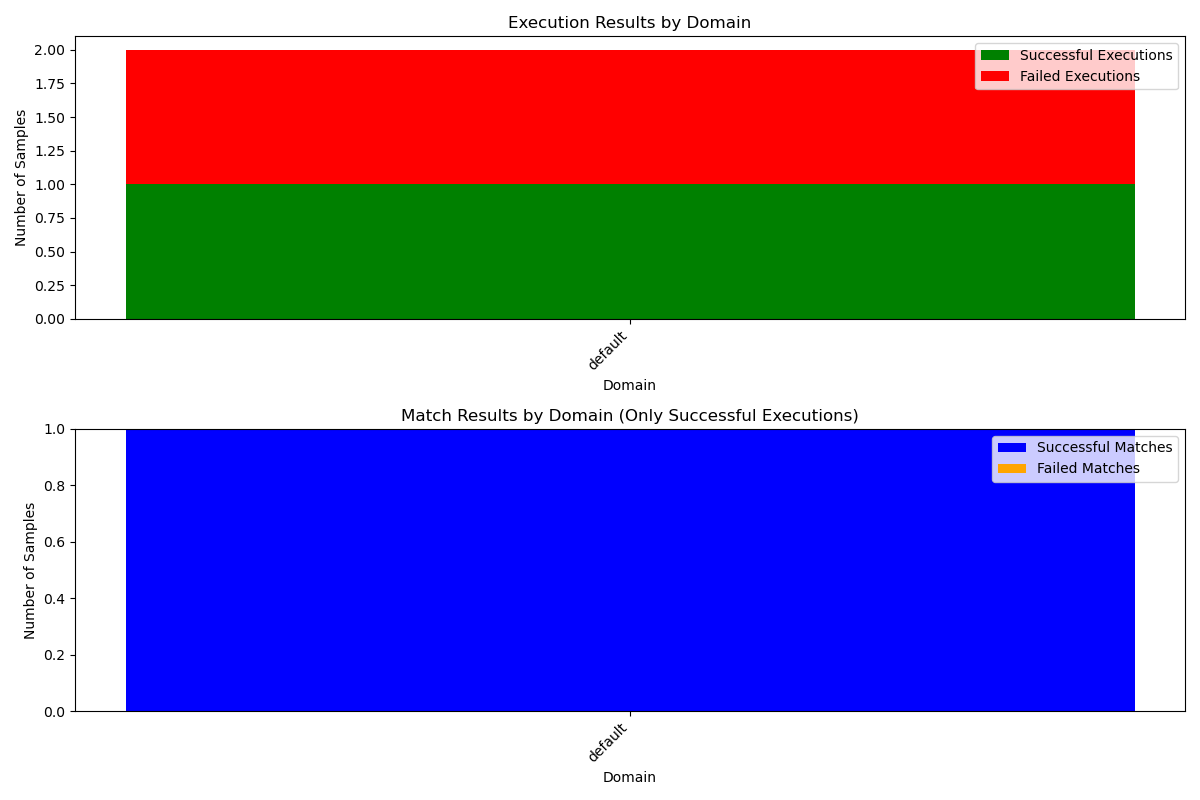 Execution Results by Domain
Successful Executions
Failed Executions
2.00
1.75
1.50
1.25
1.00
0.75
0.50
0.25
0.00
Number of Samples
default
Domain
Match Results by Domain (Only Successful Executions)
Successful Matches
Failed Matches
1.0
0.8
0.6
0.4
0.2
0.0
Number of Samples
default
Domain